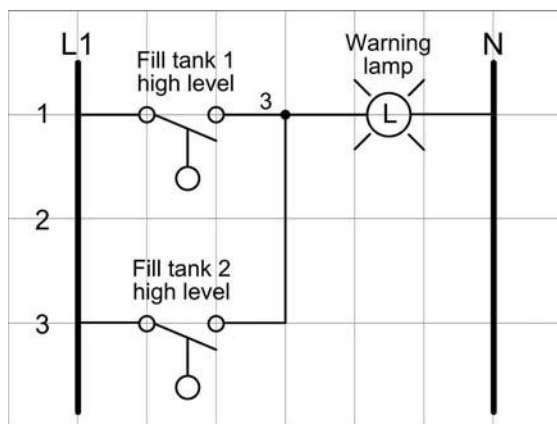 L1
Fill tank 1
high level
Warning
lamp
N
1
3
L
2
Fill tank 2
high level
3